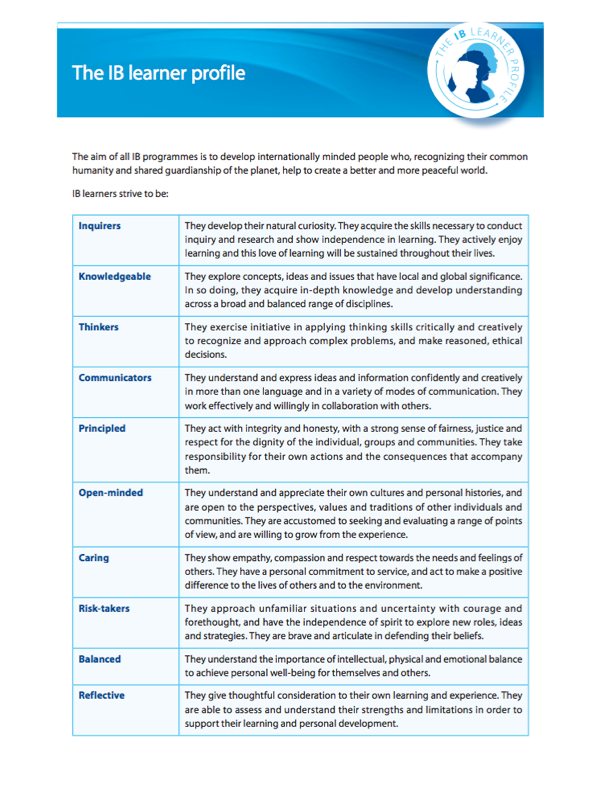 The IB learner profile
THE IB LEARNER PROFILE
The aim of all IB programmes is to develop internationally minded people who, recognizing their common
humanity and shared guardianship of the planet, help to create a better and more peaceful world.
IB learners strive to be:
Inquirers
They develop their natural curiosity. They acquire the skills necessary to conduct
inquiry and research and show independence in learning. They actively enjoy
learning and this love of learning will be sustained throughout their lives.
Knowledgeable
They explore concepts, ideas and issues that have local and global significance.
In so doing, they acquire in-depth knowledge and develop understanding
across a broad and balanced range of disciplines.
Thinkers
They exercise initiative in applying thinking skills critically and creatively
to recognize and approach complex problems, and make reasoned, ethical
decisions.
Communicators
They understand and express ideas and information confidently and creatively
in more than one language and in a variety of modes of communication. They
work effectively and willingly in collaboration with others.
Principled
They act with integrity and honesty, with a strong sense of fairness, justice and
respect for the dignity of the individual, groups and communities. They take
responsibility for their own actions and the consequences that accompany
them.
Open-minded
They understand and appreciate their own cultures and personal histories, and
are open to the perspectives, values and traditions of other individuals and
communities. They are accustomed to seeking and evaluating a range of points
of view, and are willing to grow from the experience.
Caring
They show empathy, compassion and respect towards the needs and feelings of
others. They have a personal commitment to service, and act to make a positive
difference to the lives of others and to the environment.
Risk-takers
They approach unfamiliar situations and uncertainty with courage and
forethought, and have the independence of spirit to explore new roles, ideas
and strategies. They are brave and articulate in defending their beliefs.
Balanced
They understand the importance of intellectual, physical and emotional balance
to achieve personal well-being for themselves and others.
Reflective
They give thoughtful consideration to their own learning and experience. They
are able to assess and understand their strengths and limitations in order to
support their learning and personal development.